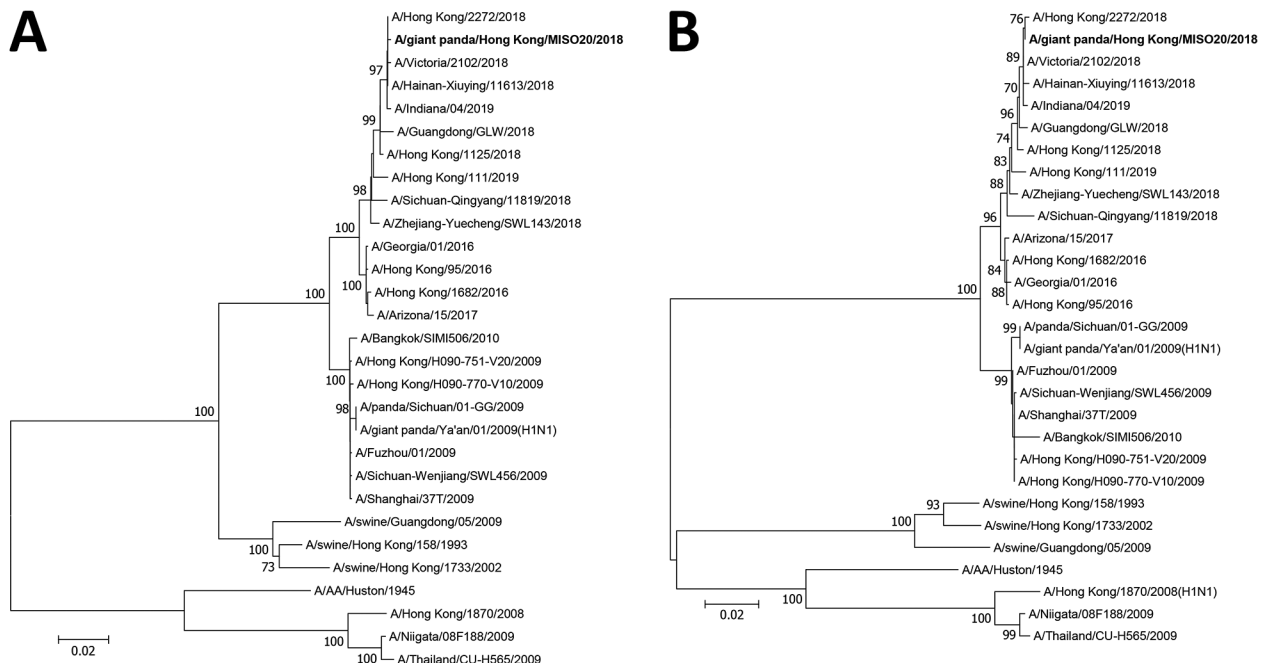 A
A/Hong Kong/2272/2018
A/giant panda/Hong Kong/MISO20/2018
A/Victoria/2102/2018
97
A/Hainan-Xiuying/11613/2018
A/Indiana/04/2019
99
A/Guangdong/GLW/2018
A/Hong Kong/1125/2018
A/Hong Kong/111/2019
98
A/Sichuan-Qingyang/11819/2018
A/Zhejiang-Yuecheng/SWL143/2018
100
A/Georgia/01/2016
A/Hong Kong/95/2016
100
A/Hong Kong/1682/2016
100
A/Arizona/15/2017
A/Bangkok/SIMI506/2010
A/Hong Kong/H090-751-V20/2009
100
A/Hong Kong/H090-770-V10/2009
98
A/panda/Sichuan/01-GG/2009
100
A/giant panda/Ya'an/01/2009(H1N1)
A/Fuzhou/01/2009
A/Sichuan-Wenjiang/SWL456/2009
A/Shanghai/37T/2009
A/swine/Guangdong/05/2009
100
A/swine/Hong Kong/158/1993
73
A/swine/Hong Kong/1733/2002
A/AA/Huston/1945
A/Hong Kong/1870/2008
100
A/Niigata/08F188/2009
100
A/Thailand/CU-H565/2009
0.02
B
76
A/Hong Kong/2272/2018
A/giant panda/Hong Kong/MISO20/2018
89
A/Victoria/2102/2018
A/Hainan-Xiuying/11613/2018
70
A/Indiana/04/2019
96
A/Guangdong/GLW/2018
74
A/Hong Kong/1125/2018
83
A/Hong Kong/111/2019
88
A/Zhejiang-Yuecheng/SWL143/2018
96
A/Sichuan-Qingyang/11819/2018
A/Arizona/15/2017
A/Hong Kong/1682/2016
84
A/Georgia/01/2016
88
100
A/Hong Kong/95/2016
99
A/panda/Sichuan/01-GG/2009
A/giant panda/Ya'an/01/2009(H1N1)
A/Fuzhou/01/2009
99
A/Sichuan-Wenjiang/SWL456/2009
A/Shanghai/37T/2009
A/Bangkok/SIMI506/2010
A/Hong Kong/H090-751-V20/2009
A/Hong Kong/H090-770-V10/2009
93
A/swine/Hong Kong/158/1993
100
A/swine/Hong Kong/1733/2002
A/swine/Guangdong/05/2009
A/AA/Huston/1945
100
A/Hong Kong/1870/2008(H1N1)
100
A/Niigata/08F188/2009
99
A/Thailand/CU-H565/2009
0.02